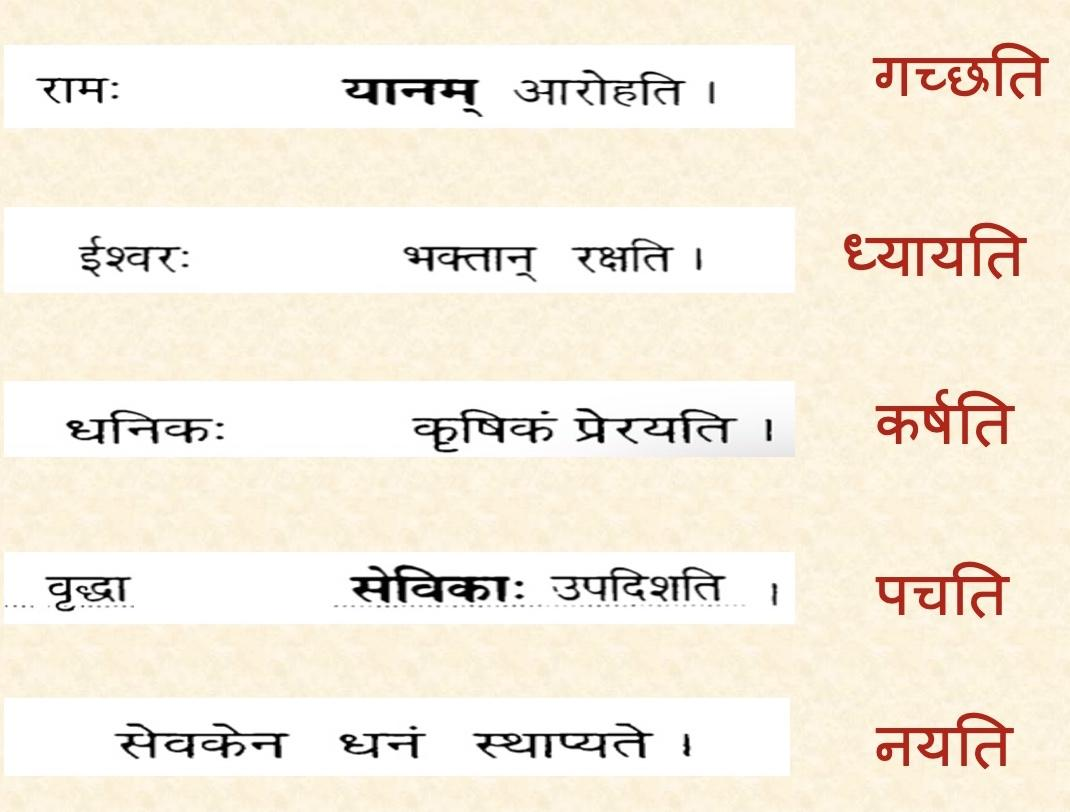 रामः यानम् आरोहति । गच्छति
ईश्वरः भक्तान् रक्षति । ध्यायति
धनिकः कृषिकं प्रेरयति । कर्षति
वृद्धा सेविकाः उपदिशति । पचति
सेवकेन धनं स्थाप्यते । नयति